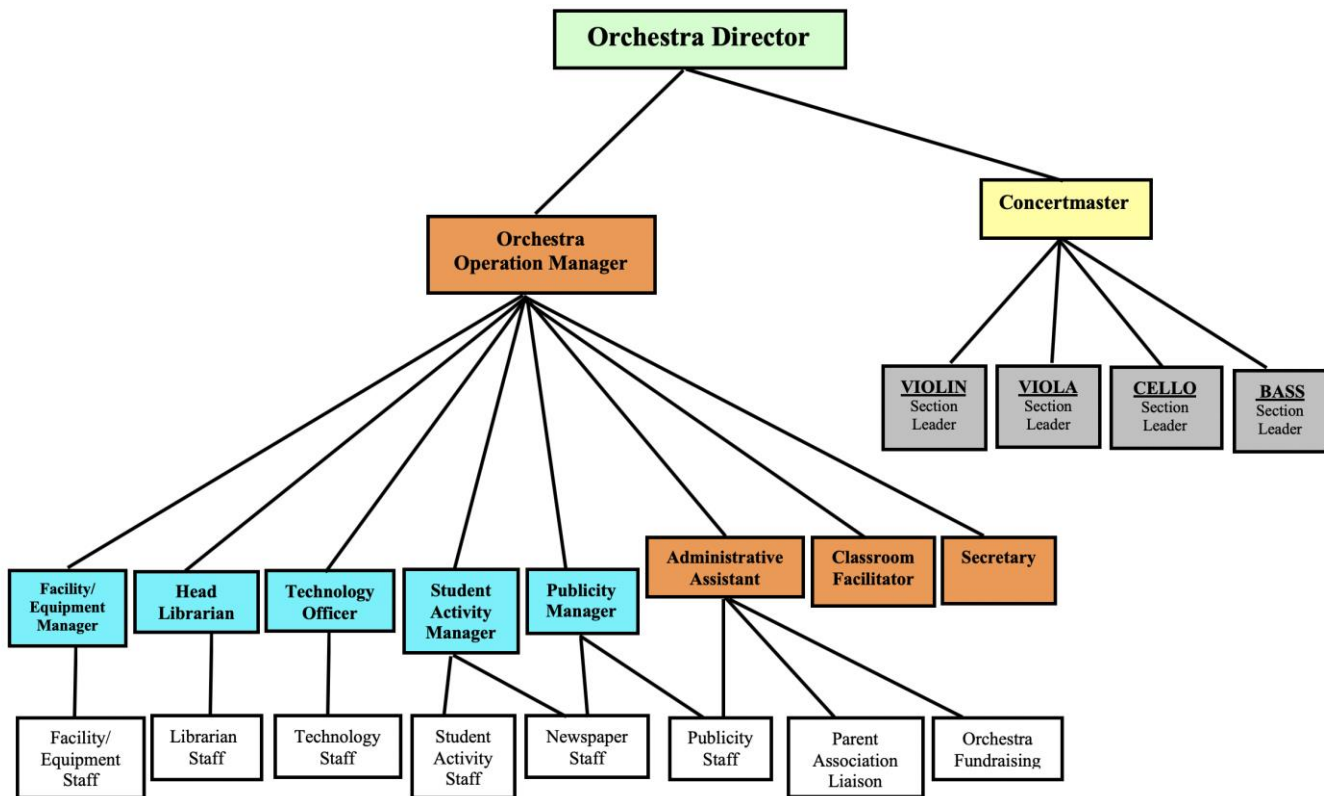 Orchestra Director
Concertmaster
Orchestra
Operation Manager
VIOLIN
Section
Leader
VIOLA
Section
Leader
CELLO
Section
Leader
BASS
Section
Leader
Facility/
Equipment
Manager
Head
Librarian
Technology
Officer
Student
Activity
Manager
Publicity
Manager
Administrative
Assistant
Classroom
Facilitator
Secretary
Facility/
Equipment
Staff
Librarian
Staff
Technology
Staff
Student
Activity
Staff
Newspaper
Staff
Publicity
Staff
Parent
Association
Liaison
Orchestra
Fundraising